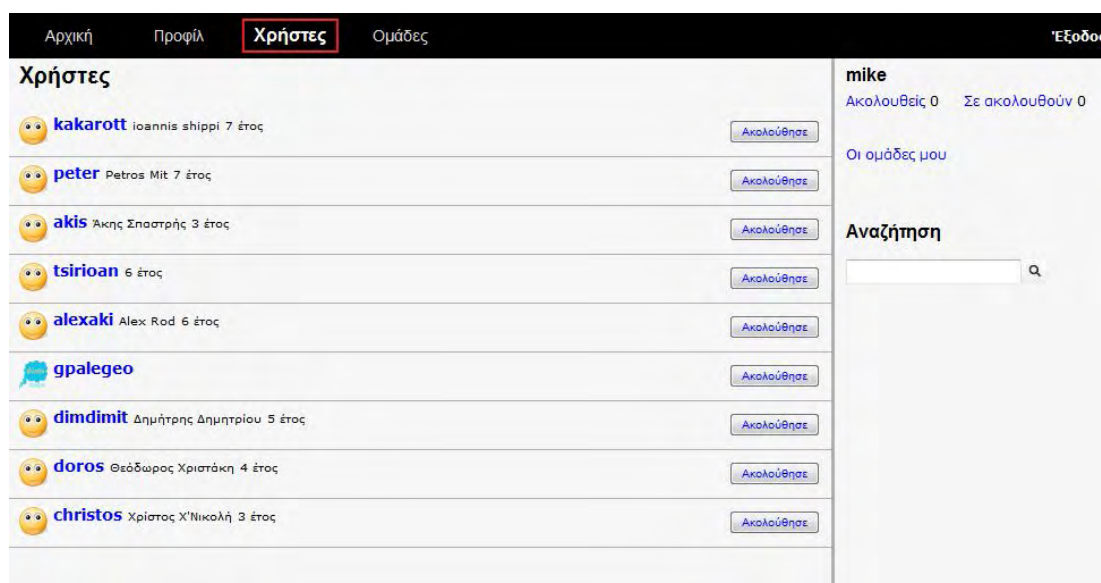 Αρχική Προφίλ Χρήστες Ομάδες Έξοδος
Χρήστες
kakarott ioannis shippi 7 έτος Ακολούθησε
peter Petros Mit 7 έτος Ακολούθησε
akis Άκης Σπαστρής 3 έτος Ακολούθησε
tsirioan 6 έτος Ακολούθησε
alexaki Alex Rod 6 έτος Ακολούθησε
gpalegeo Ακολούθησε
dimdimit Δημήτρης Δημητρίου 5 έτος Ακολούθησε
doros Θεόδωρος Χριστάκη 4 έτος Ακολούθησε
christos Χρίστος Χ'Νικολή 3 έτος Ακολούθησε
mike
Ακολουθείς 0 Σε ακολουθούν 0
Οι ομάδες μου
Αναζήτηση